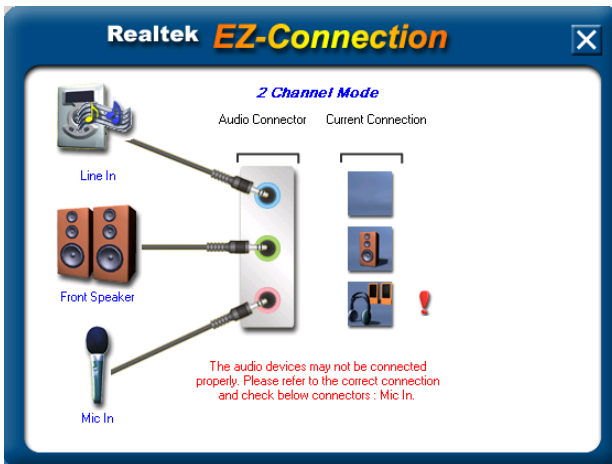 Realtek EZ-Connection
2 Channel Mode
Audio Connector Current Connection
Line In
Front Speaker
Mic In
The audio devices may not be connected
properly. Please refer to the correct connection
and check below connectors : Mic In.